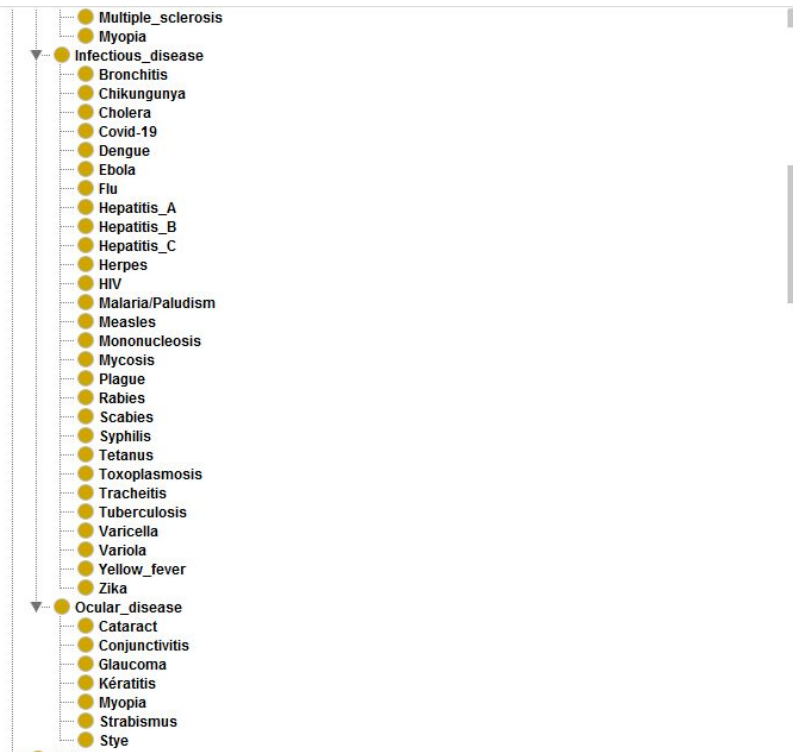 Multiple_sclerosis
Myopia
Infectious_disease
Bronchitis
Chikungunya
Cholera
Covid-19
Dengue
Ebola
Flu
Hepatitis_A
Hepatitis_B
Hepatitis_C
Herpes
HIV
Malaria/Paludism
Measles
Mononucleosis
Mycosis
Plague
Rabies
Scabies
Syphilis
Tetanus
Toxoplasmosis
Tracheitis
Tuberculosis
Varicella
Variola
Yellow_fever
Zika
Ocular_disease
Cataract
Conjunctivitis
Glaucoma
Kératitis
Myopia
Strabismus
Stye